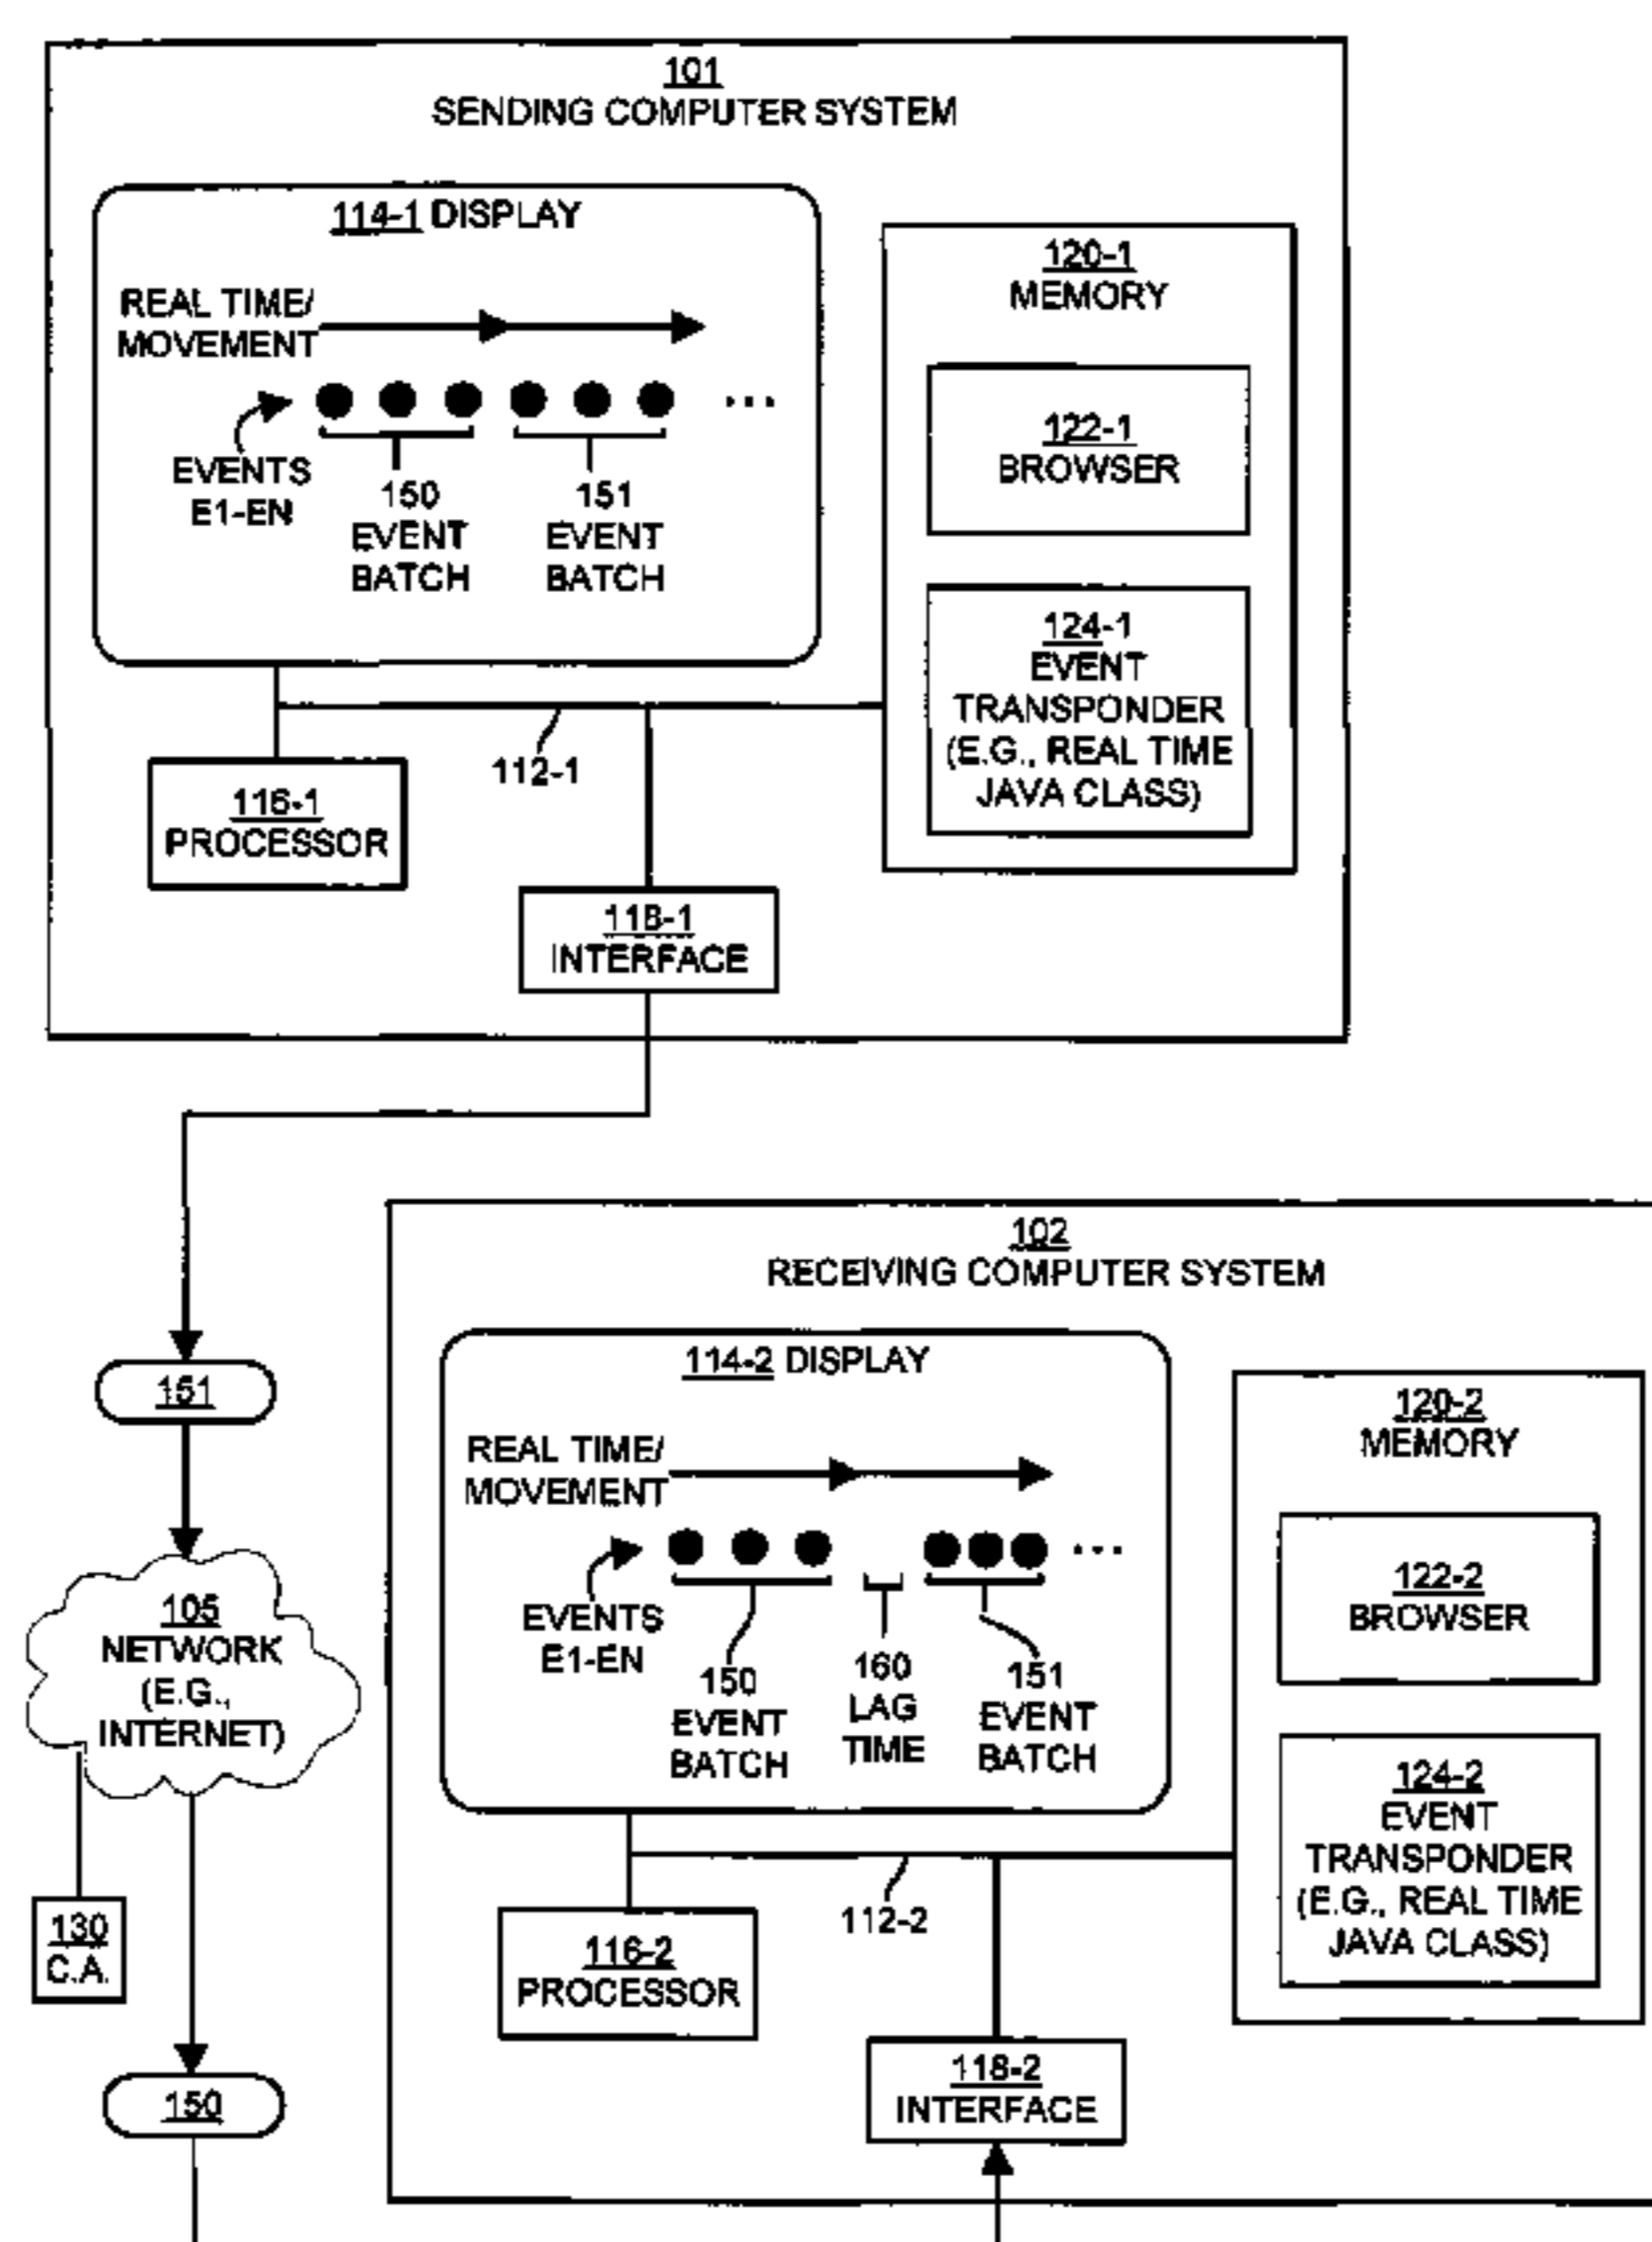 101
SENDING COMPUTER SYSTEM
114-1 DISPLAY
REAL TIME/
MOVEMENT
...
EVENTS
E1-EN
150
EVENT
BATCH
151
EVENT
BATCH
120-1
MEMORY
122-1
BROWSER
124-1
EVENT
TRANSPONDER
(E.G., REAL TIME
JAVA CLASS)
112-1
116-1
PROCESSOR
118-1
INTERFACE
151
105
NETWORK
(E.G.,
INTERNET)
130
C.A.
150
102
RECEIVING COMPUTER SYSTEM
114-2 DISPLAY
REAL TIME/
MOVEMENT
...
EVENTS
E1-EN
150
EVENT
BATCH
160
LAG
TIME
151
EVENT
BATCH
120-2
MEMORY
122-2
BROWSER
124-2
EVENT
TRANSPONDER
(E.G., REAL TIME
JAVA CLASS)
112-2
116-2
PROCESSOR
118-2
INTERFACE